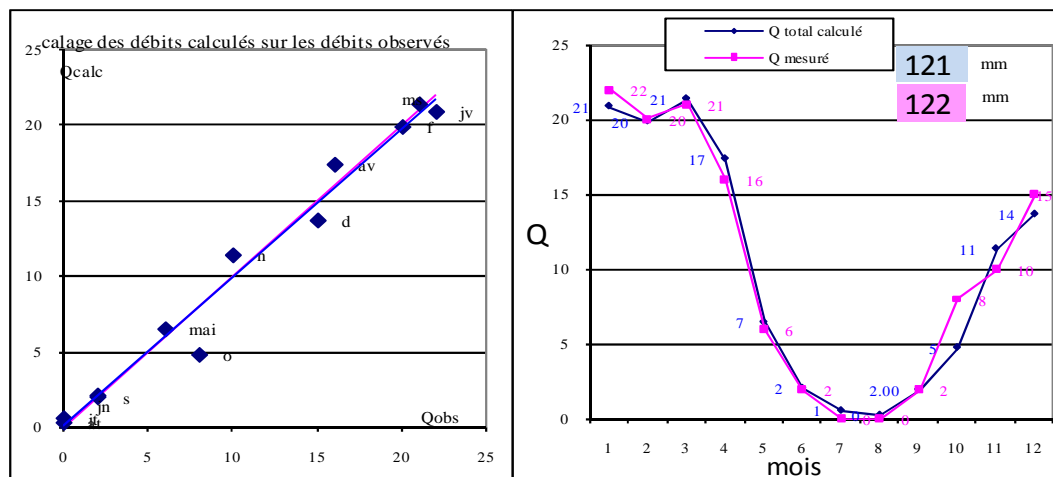 calage des débits calculés sur les débits observés
Qcalc
25
20
15
10
5
0
m
jv
f
av
d
n
mai
o
s
jn
Qobs
0 5 10 15 20 25
Q total calculé
Q mesuré
121 mm
122 mm
25
20
15
10
5
0
Q
21 22 20 21 20 21
17 16
7 6
2 2
1 0 0
2.00 0
2
5 8
11 10
14 15
1 2 3 4 5 6 7 8 9 10 11 12
mois